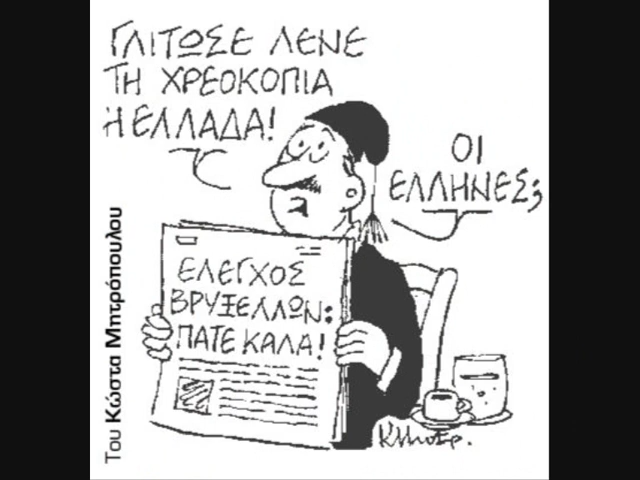 ΓΛΙΤΩΣΕ ΛΕΝΕ
ΤΗ ΧΡΕΟΚΟΠΙΑ
Η ΕΛΛΑΔΑ!
ΟΙ
ΕΛΛΗΝΕΣ;
ΕΛΕΓΧΟΣ
ΒΡΥΞΕΛΛΩΝ:
ΠΑΤΕ ΚΑΛΑ!
Του Κώστα Μητρόπουλου